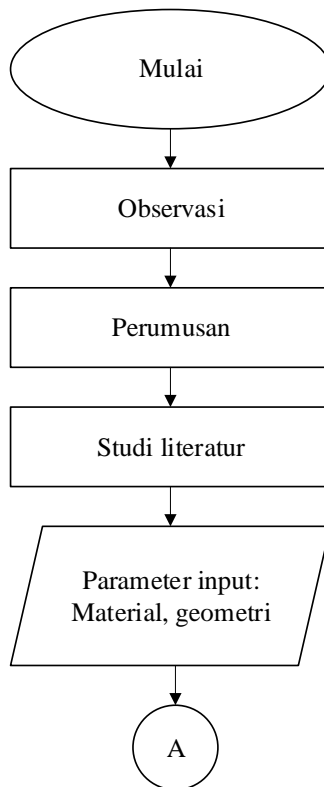 Mulai
Observasi
Perumusan
Studi literatur
Parameter input:
Material, geometri
A